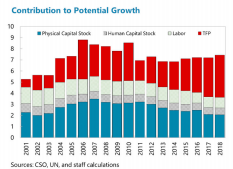 Contribution to Potential Growth
Physical Capital Stock Human Capital Stock Labor TFP
10
9
8
7
6
5
4
3
2
1
0
2001 2002 2003 2004 2005 2006 2007 2008 2009 2010 2011 2012 2013 2014 2015 2016 2017 2018
Sources: CSO, UN, and staff calculations